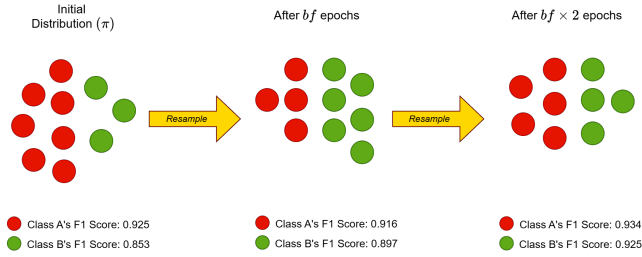 Initial
Distribution (π)
After bf epochs
After bf × 2 epochs
Resample
Resample
Class A's F1 Score: 0.925
Class B's F1 Score: 0.853
Class A's F1 Score: 0.916
Class B's F1 Score: 0.897
Class A's F1 Score: 0.934
Class B's F1 Score: 0.925